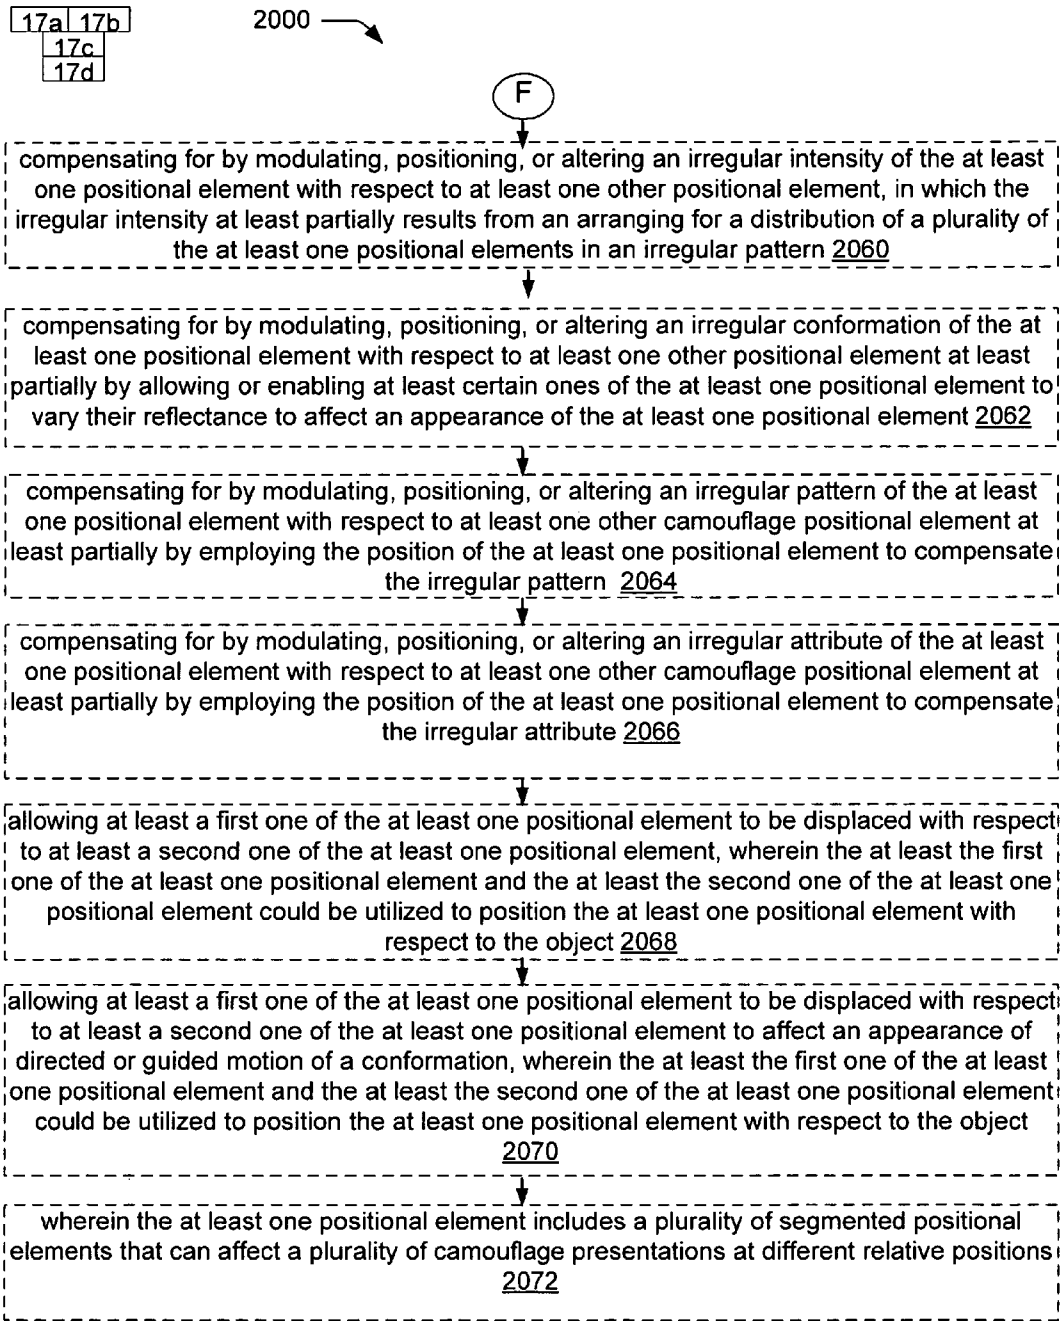 17a 17b 2000
17c
17d
F
compensating for by modulating, positioning, or altering an irregular intensity of the at least
one positional element with respect to at least one other positional element, in which the
irregular intensity at least partially results from an arranging for a distribution of a plurality of
the at least one positional elements in an irregular pattern 2060
compensating for by modulating, positioning, or altering an irregular conformation of the at
least one positional element with respect to at least one other positional element at least
partially by allowing or enabling at least certain ones of the at least one positional element to
vary their reflectance to affect an appearance of the at least one positional element 2062
compensating for by modulating, positioning, or altering an irregular pattern of the at least
one positional element with respect to at least one other camouflage positional element at
least partially by employing the position of the at least one positional element to compensate
the irregular pattern 2064
compensating for by modulating, positioning, or altering an irregular attribute of the at least
one positional element with respect to at least one other camouflage positional element at
least partially by employing the position of the at least one positional element to compensate
the irregular attribute 2066
allowing at least a first one of the at least one positional element to be displaced with respect
to at least a second one of the at least one positional element, wherein the at least the first
one of the at least one positional element and the at least the second one of the at least one
positional element could be utilized to position the at least one positional element with
respect to the object 2068
allowing at least a first one of the at least one positional element to be displaced with respect
to at least a second one of the at least one positional element to affect an appearance of
directed or guided motion of a conformation, wherein the at least the first one of the at least
one positional element and the at least the second one of the at least one positional element
could be utilized to position the at least one positional element with respect to the object
2070
wherein the at least one positional element includes a plurality of segmented positional
elements that can affect a plurality of camouflage presentations at different relative positions
2072